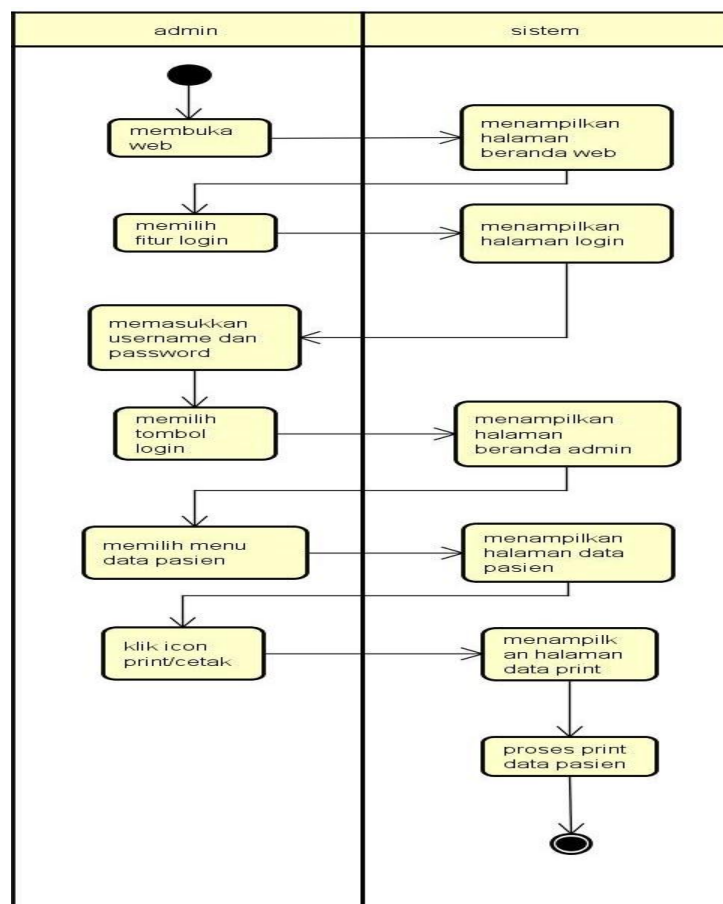 admin
sistem
membuka
web
menampilkan
halaman
beranda web
memilih
fitur login
menampilkan
halaman login
memasukkan
username dan
password
memilih
tombol
login
menampilkan
halaman
beranda admin
memilih menu
data pasien
menampilkan
halaman data
pasien
klik icon
print/cetak
menampilk
an halaman
data print
proses print
data pasien